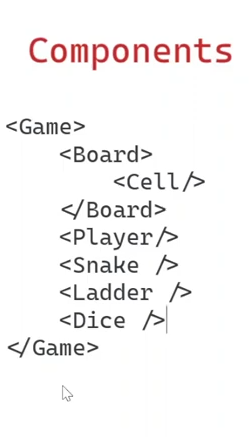 Components
<Game>
<Board>
<Cell/>
</Board>
<Player/>
<Snake />
<Ladder />
<Dice />
</Game>